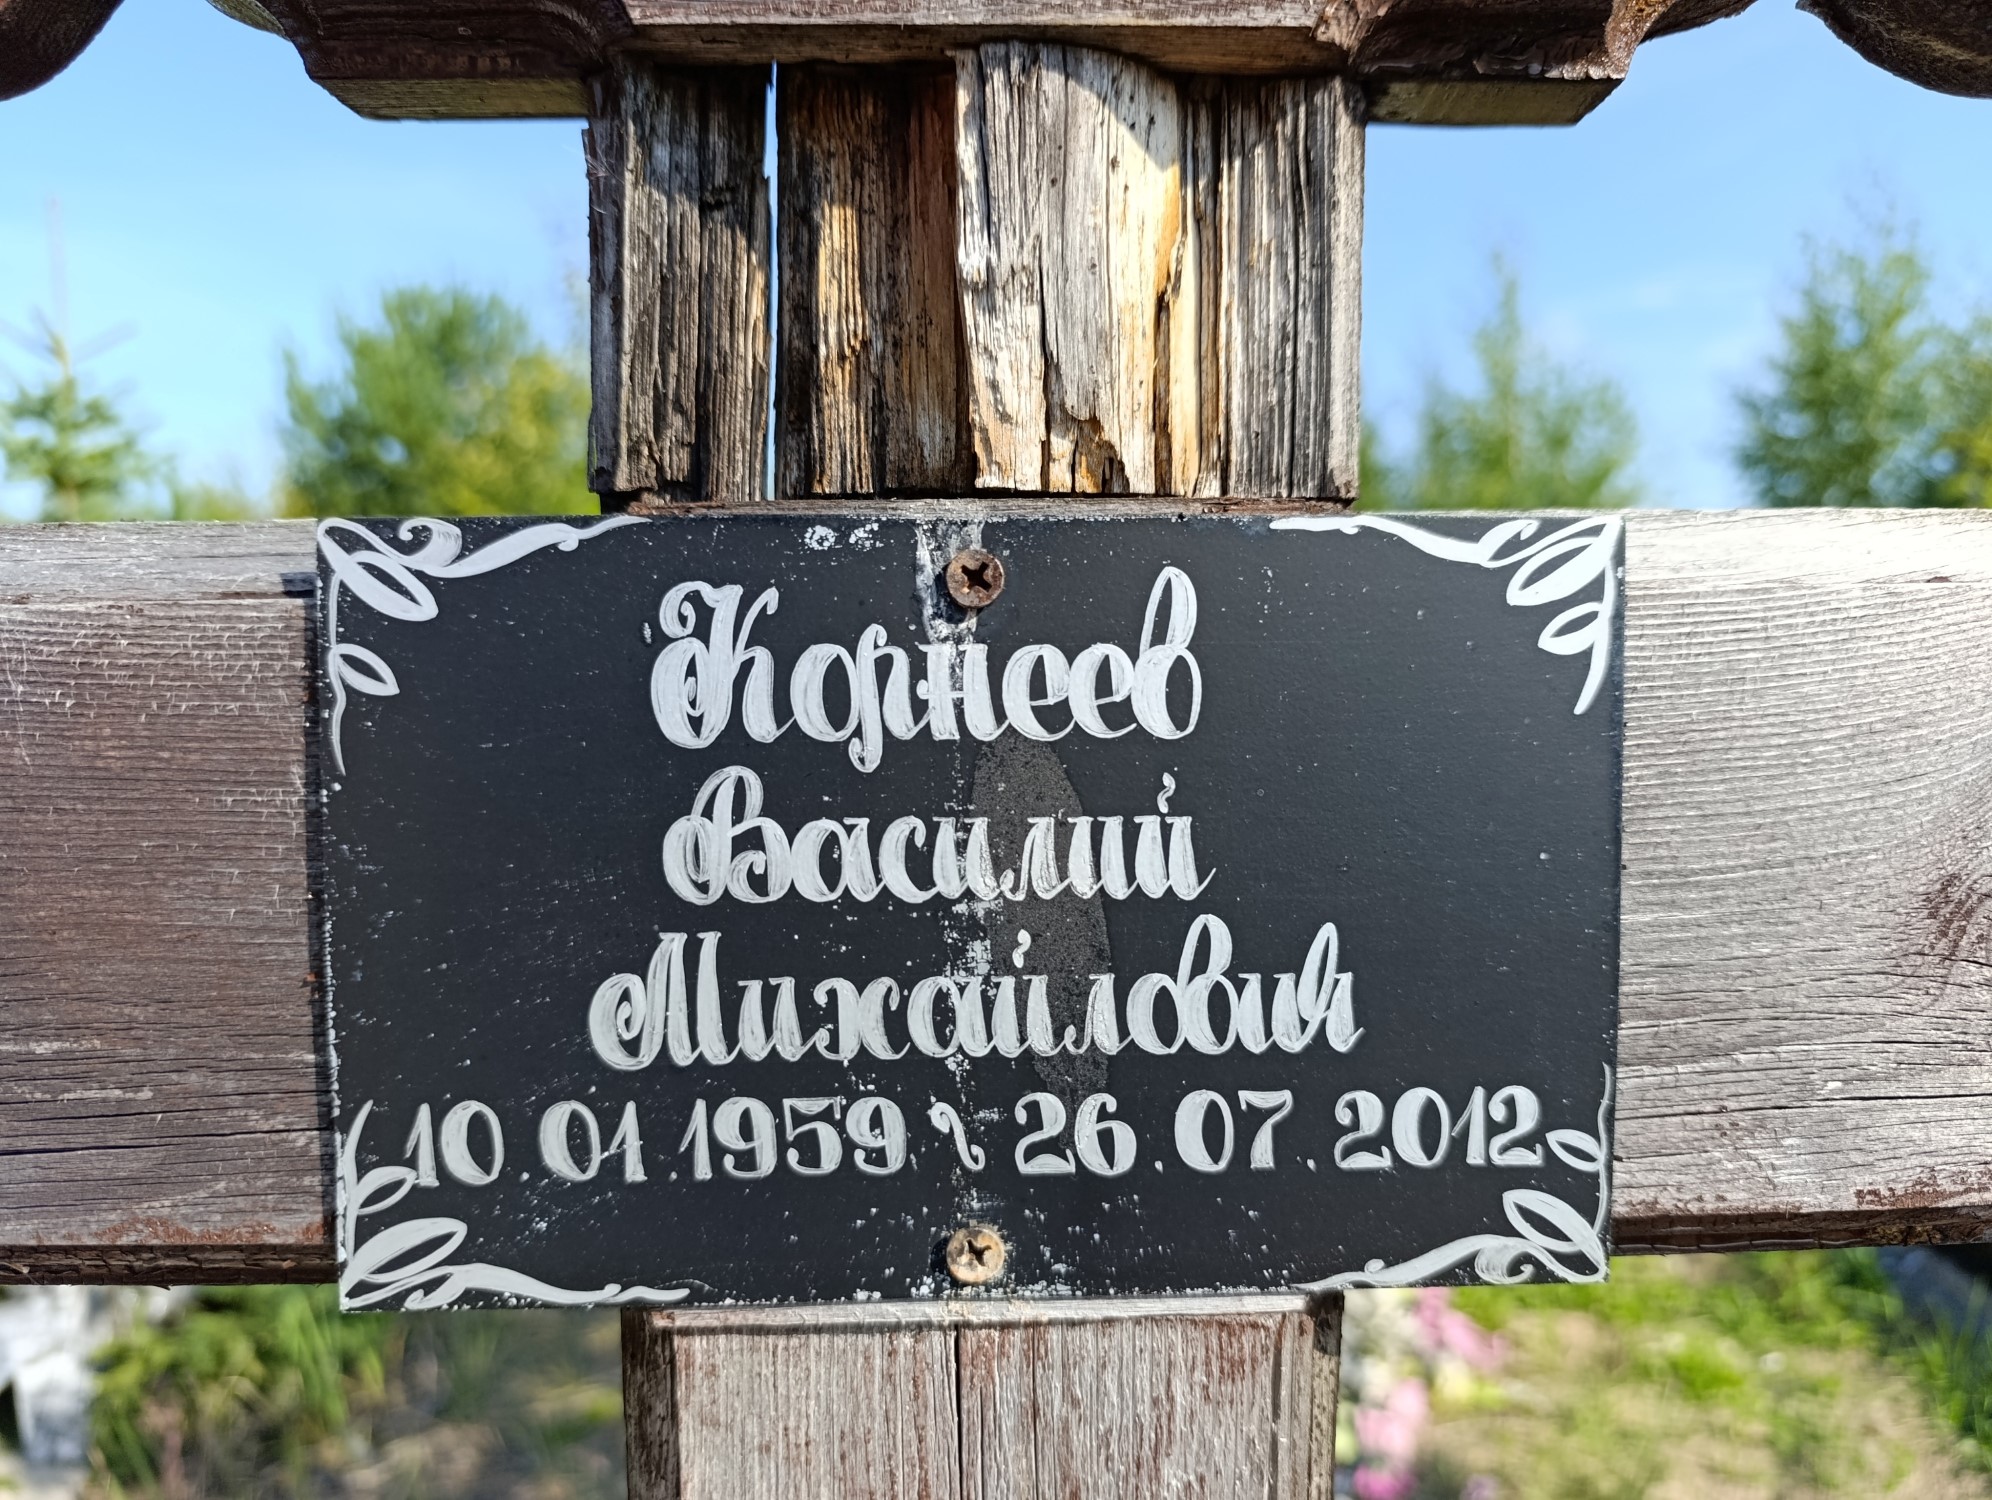 Корнеев
Василий
Михайлович
10.01.1959 ~ 26.07.2012